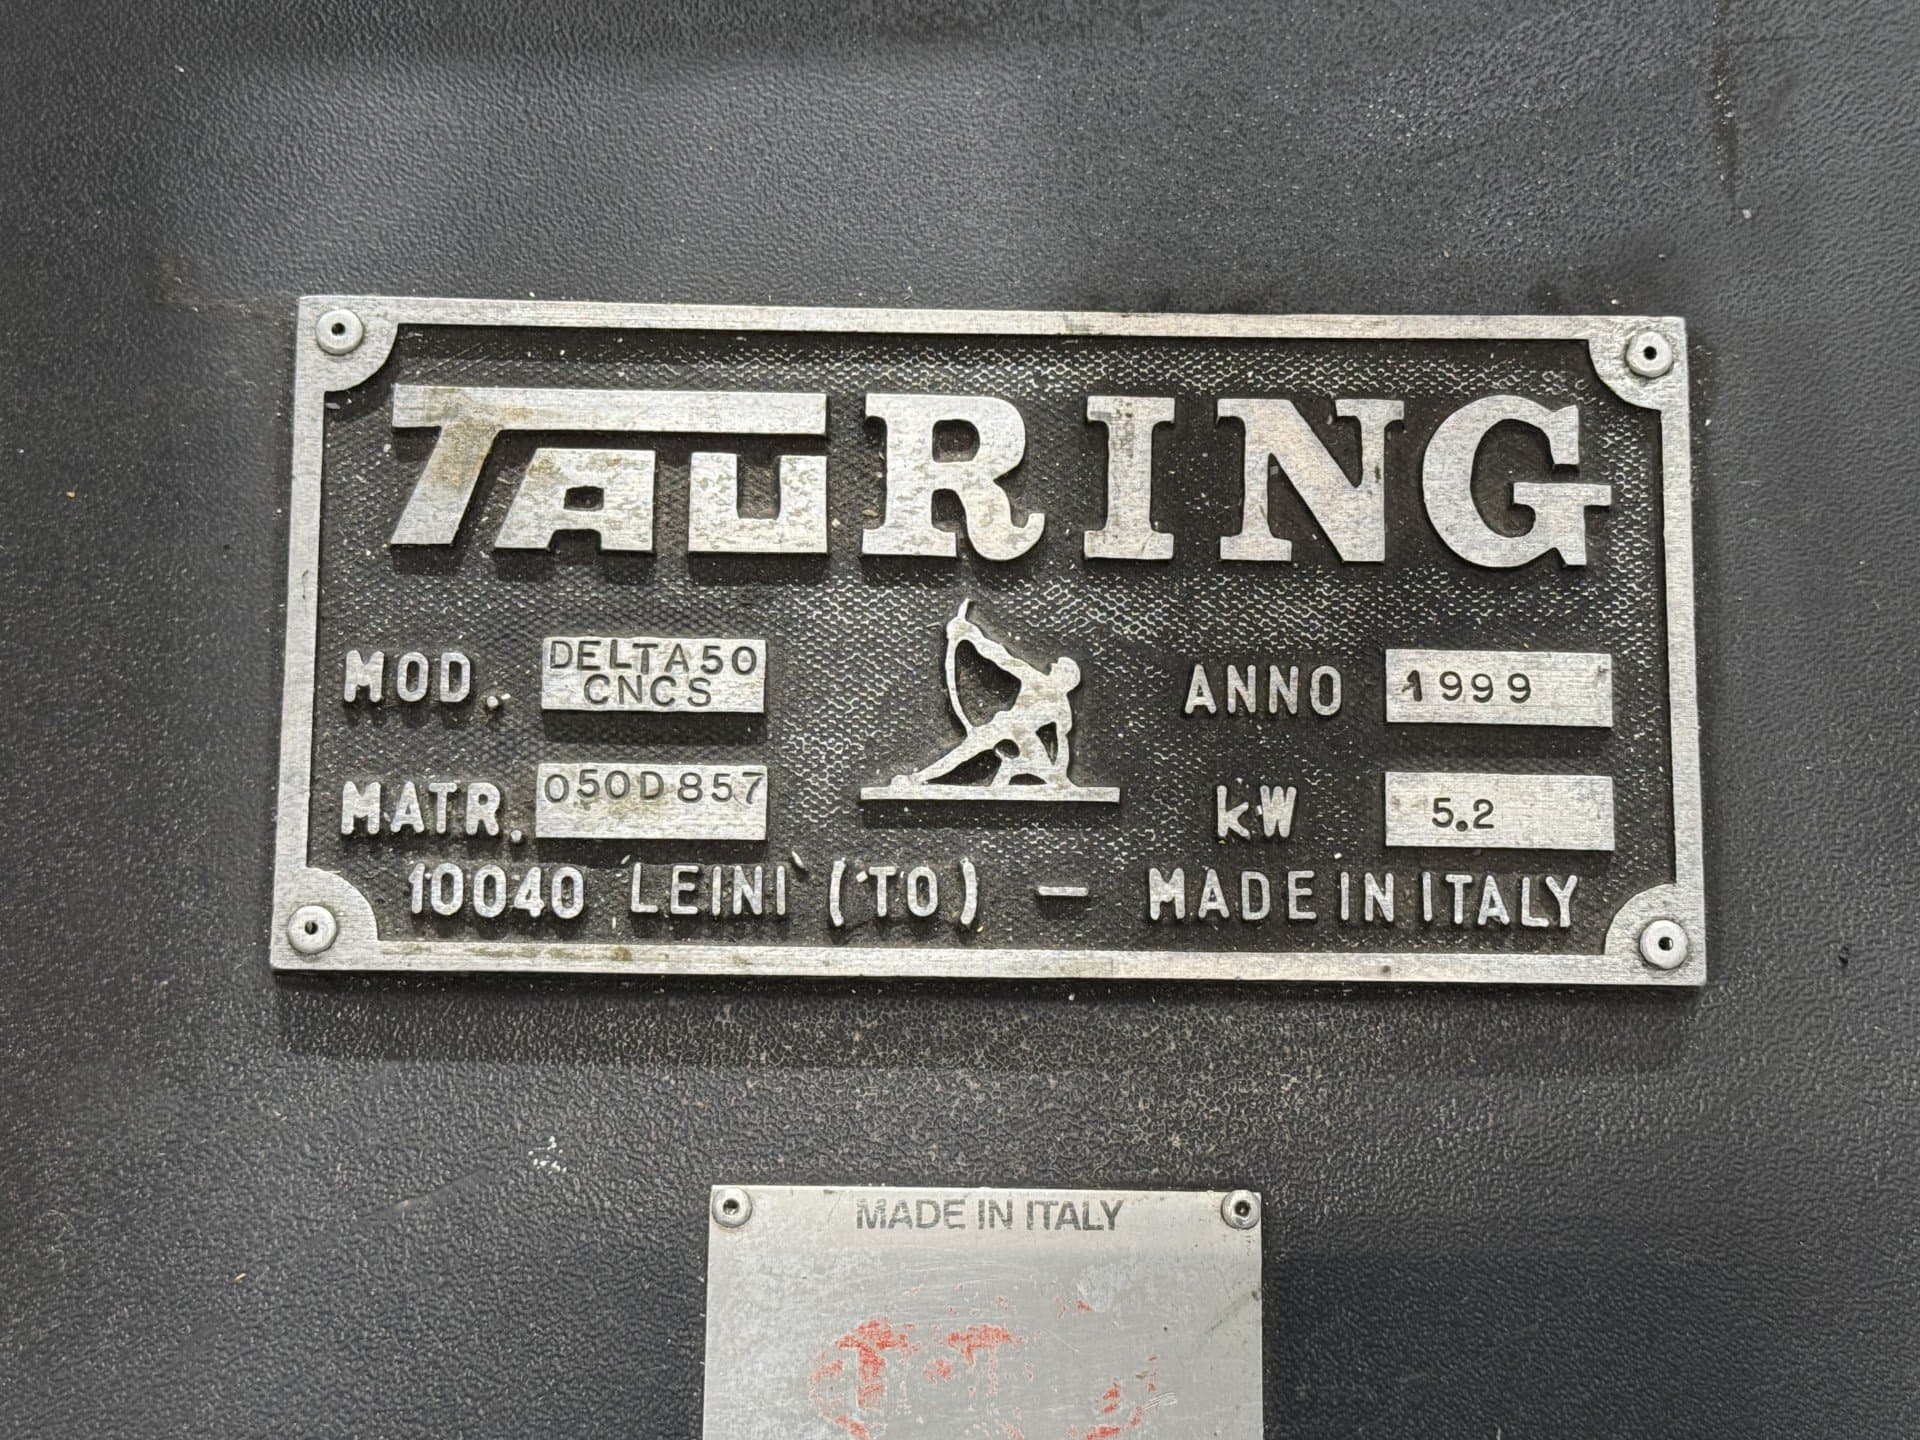 TAURING
MOD. DELTA50 CNCS
ANNO 1999
MATR. 050D857
kW 5.2
10040 LEINI (TO) – MADE IN ITALY
MADE IN ITALY